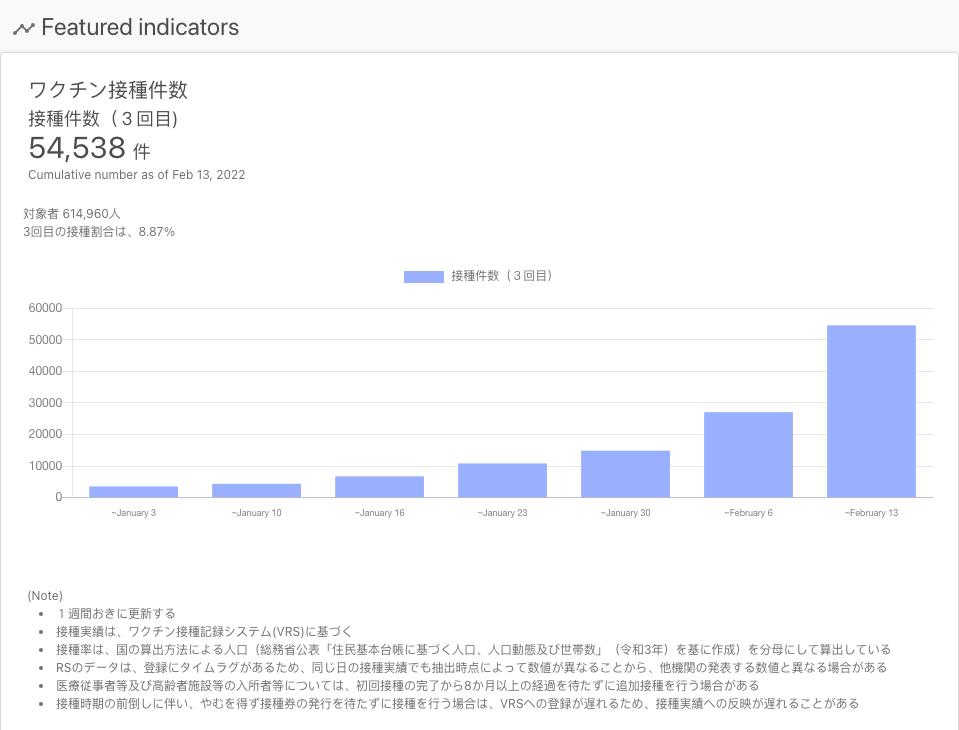 Featured indicators
ワクチン接種件数
接種件数（３回目)
54,538 件
Cumulative number as of Feb 13, 2022
対象者 614,960人
3回目の接種割合は、8.87%
接種件数（３回目）
60000
50000
40000
30000
20000
10000
0
~January 3 ~January 10 ~January 16 ~January 23 ~January 30 ~February 6 ~February 13
(Note)
• １週間おきに更新する
• 接種実績は、ワクチン接種記録システム(VRS)に基づく
• 接種率は、国の算出方法による人口（総務省公表「住民基本台帳に基づく人口、人口動態及び世帯数」（令和3年）を基に作成）を分母にして算出している
• RSのデータは、登録にタイムラグがあるため、同じ日の接種実績でも抽出時点によって数値が異なることから、他機関の発表する数値と異なる場合がある
• 医療従事者等及び高齢者施設等の入所者等については、初回接種の完了から8か月以上の経過を待たずに追加接種を行う場合がある
• 接種時期の前倒しに伴い、やむを得ず接種券の発行を待たずに接種を行う場合は、VRSへの登録が遅れるため、接種実績への反映が遅れることがある